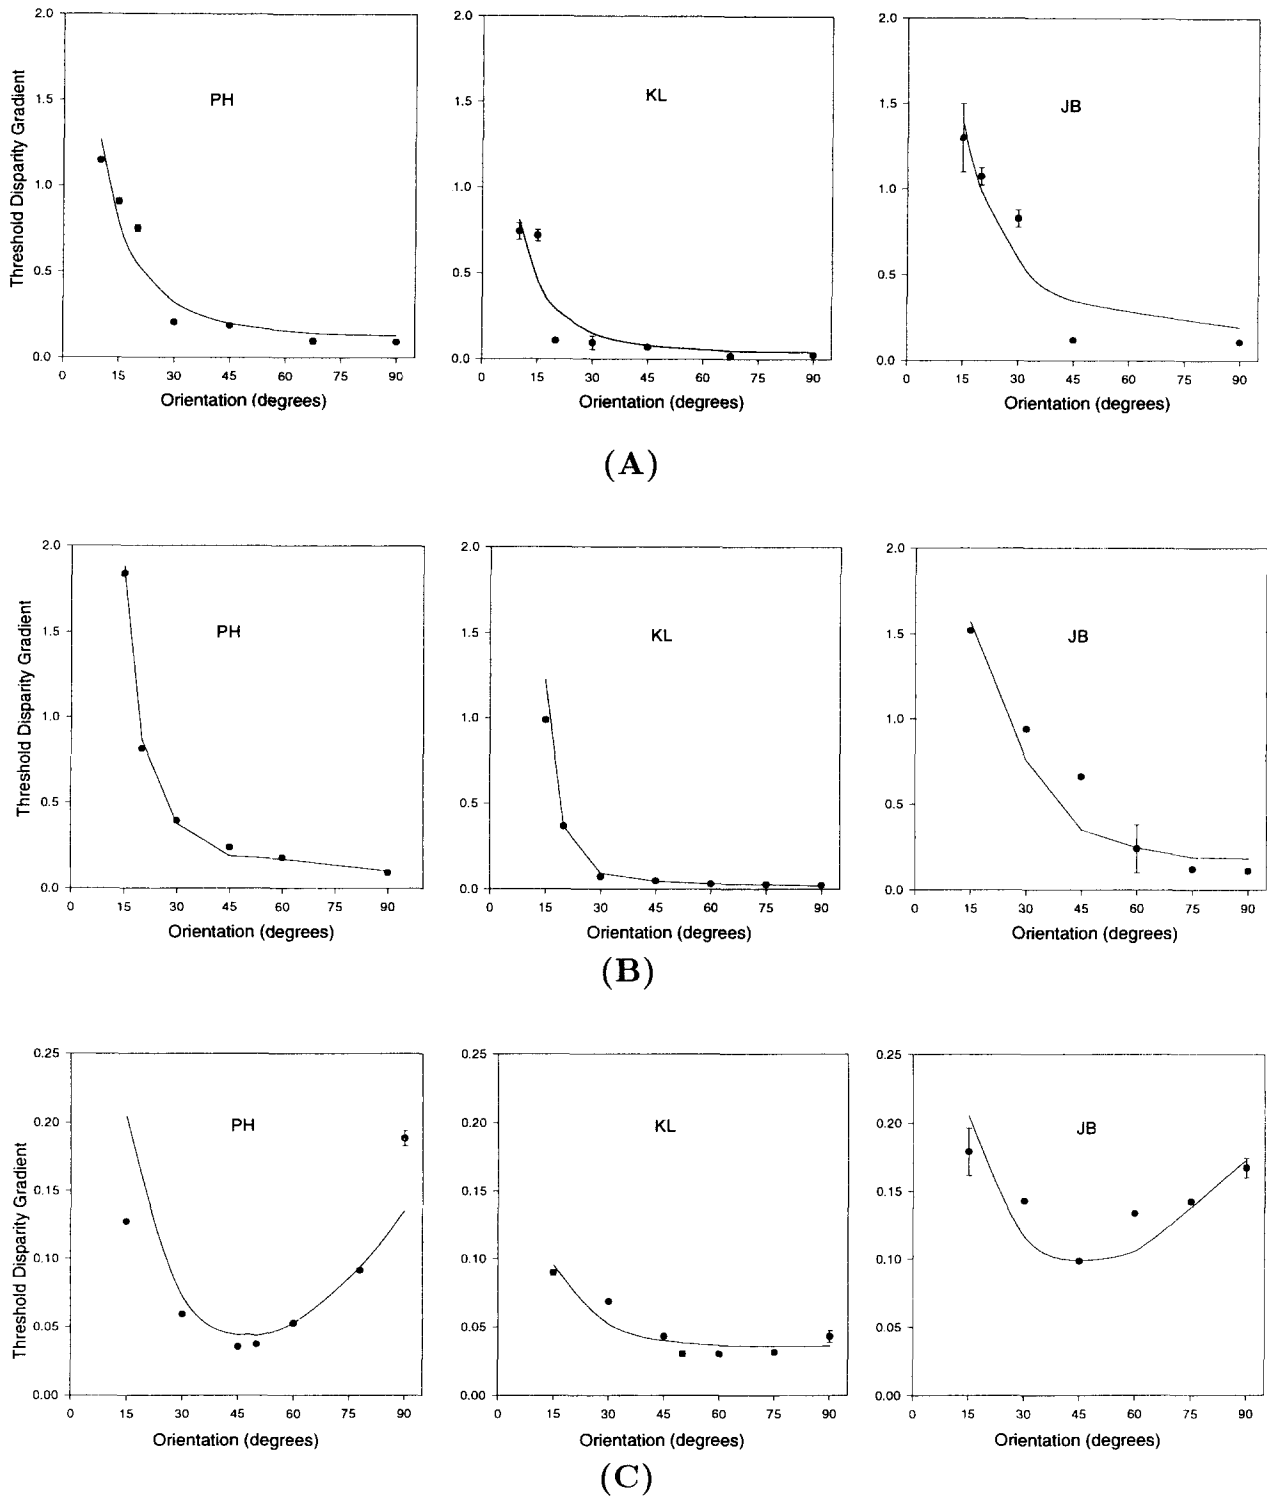 2.0 2.0 2.0
1.5 1.5 1.5
PH KL JB
1.0 1.0 1.0
0.5 0.5 0.5
0.0 0.0 0.0
Threshold Disparity Gradient
0 15 30 45 60 75 90 0 15 30 45 60 75 90 0 15 30 45 60 75 90
Orientation (degrees) Orientation (degrees) Orientation (degrees)
(A)
2.0 2.0 2.0
1.5 1.5 1.5
PH KL JB
1.0 1.0 1.0
0.5 0.5 0.5
0.0 0.0 0.0
Threshold Disparity Gradient
0 15 30 45 60 75 90 0 15 30 45 60 75 90 0 15 30 45 60 75 90
Orientation (degrees) Orientation (degrees) Orientation (degrees)
(B)
0.25 0.25 0.25
0.20 0.20 0.20
PH KL JB
0.15 0.15 0.15
0.10 0.10 0.10
0.05 0.05 0.05
0.00 0.00 0.00
Threshold Disparity Gradient
0 15 30 45 60 75 90 0 15 30 45 60 75 90 0 15 30 45 60 75 90
Orientation (degrees) Orientation (degrees) Orientation (degrees)
(C)